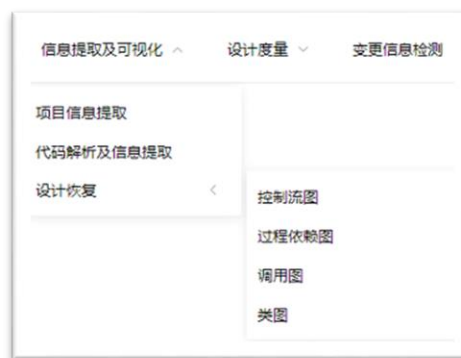 信息提取及可视化 设计度量 变更信息检测
项目信息提取
代码解析及信息提取
设计恢复
控制流图
过程依赖图
调用图
类图